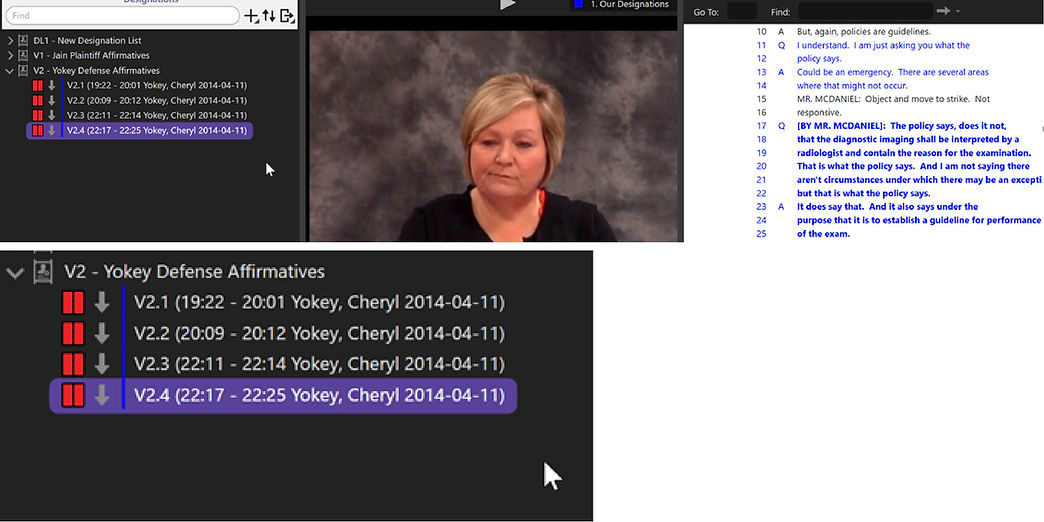 Designations
Find
DL1 - New Designation List
V1 - Jain Plaintiff Affirmatives
V2 - Yokey Defense Affirmatives
V2.1 (19:22 - 20:01 Yokey, Cheryl 2014-04-11)
V2.2 (20:09 - 20:12 Yokey, Cheryl 2014-04-11)
V2.3 (22:11 - 22:14 Yokey, Cheryl 2014-04-11)
V2.4 (22:17 - 22:25 Yokey, Cheryl 2014-04-11)
1. Our Designations
Go To: Find:
10 A But, again, policies are guidelines.
11 Q I understand. I am just asking you what the
12 policy says.
13 A Could be an emergency. There are several areas
14 where that might not occur.
15 MR. MCDANIEL: Object and move to strike. Not
16 responsive.
17 Q [BY MR. MCDANIEL]: The policy says, does it not,
18 that the diagnostic imaging shall be interpreted by a
19 radiologist and contain the reason for the examination.
20 That is what the policy says. And I am not saying there
21 aren't circumstances under which there may be an excepti
22 but that is what the policy says.
23 A It does say that. And it also says under the
24 purpose that it is to establish a guideline for performance
25 of the exam.
V2 - Yokey Defense Affirmatives
V2.1 (19:22 - 20:01 Yokey, Cheryl 2014-04-11)
V2.2 (20:09 - 20:12 Yokey, Cheryl 2014-04-11)
V2.3 (22:11 - 22:14 Yokey, Cheryl 2014-04-11)
V2.4 (22:17 - 22:25 Yokey, Cheryl 2014-04-11)